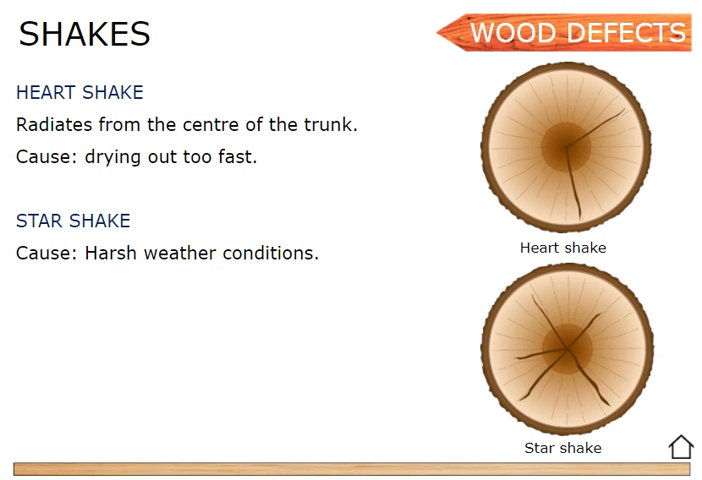 SHAKES
WOOD DEFECTS
HEART SHAKE
Radiates from the centre of the trunk.
Cause: drying out too fast.
STAR SHAKE
Cause: Harsh weather conditions.
Heart shake
Star shake